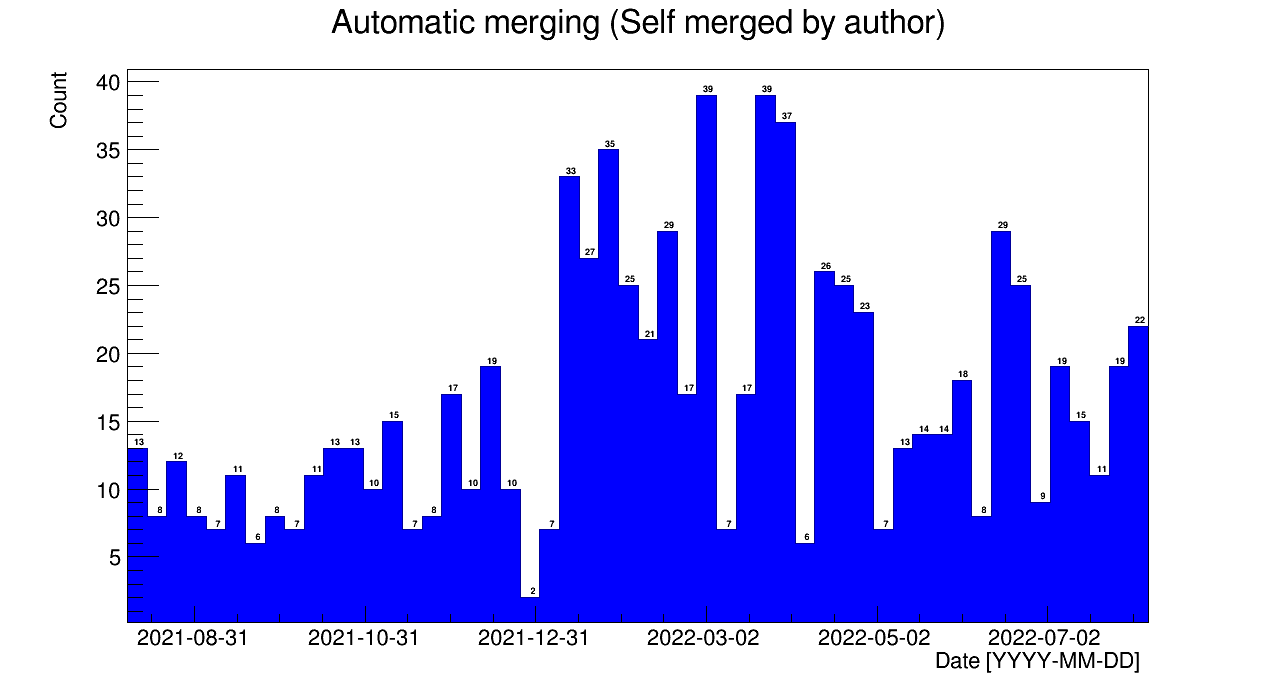 Automatic merging (Self merged by author)
Count
40
35
30
25
20
15
10
5
13 8 12 8 7 11 6 8 7 11 13 13 10 15 7 8 17 10 19 10 2 7 33 27 35 25 21 29 17 39 7 17 39 37 6 26 25 23 7 13 14 14 18 8 29 25 9 19 15 11 19 22
2021-08-31 2021-10-31 2021-12-31 2022-03-02 2022-05-02 2022-07-02
Date [YYYY-MM-DD]